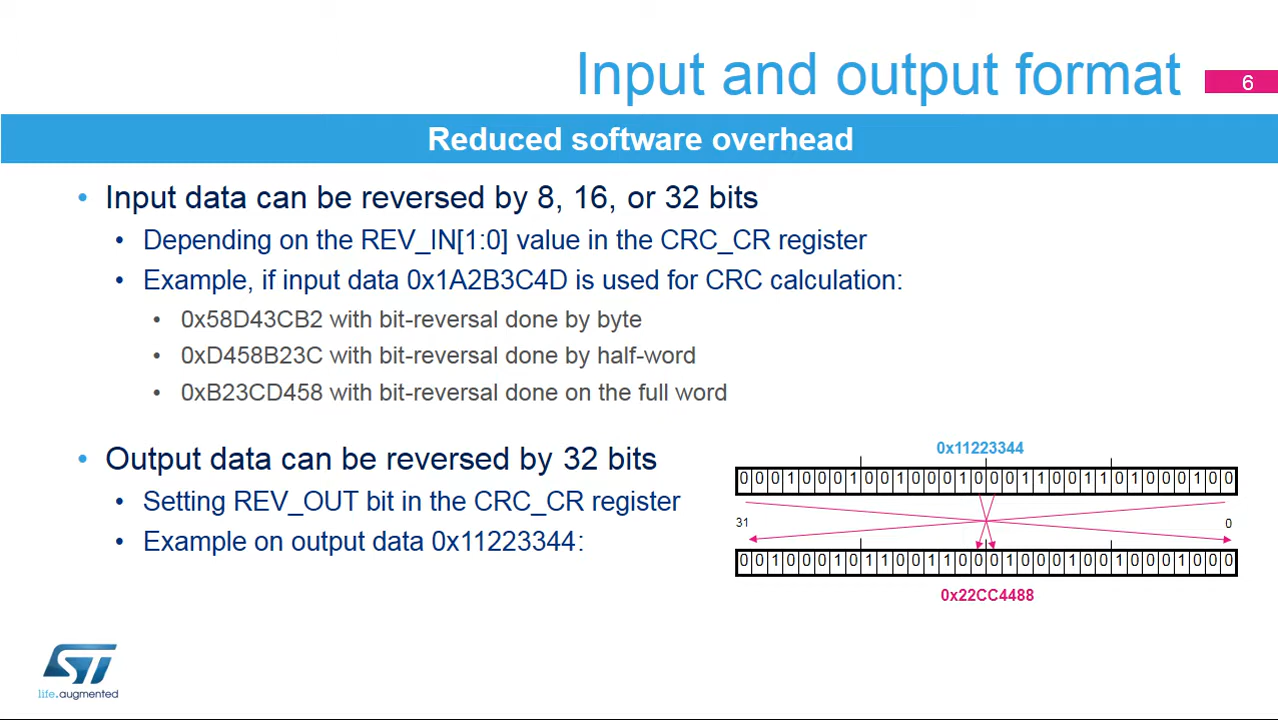 Input and output format
6
Reduced software overhead
• Input data can be reversed by 8, 16, or 32 bits
• Depending on the REV_IN[1:0] value in the CRC_CR register
• Example, if input data 0x1A2B3C4D is used for CRC calculation:
• 0x58D43CB2 with bit-reversal done by byte
• 0xD458B23C with bit-reversal done by half-word
• 0xB23CD458 with bit-reversal done on the full word
• Output data can be reversed by 32 bits
• Setting REV_OUT bit in the CRC_CR register
• Example on output data 0x11223344:
0x11223344
0 0 0 1 0 0 0 1 0 0 1 0 0 0 1 0 0 0 1 1 0 0 1 1 0 1 0 0 0 1 0 0
31 0
0 0 1 0 0 0 1 0 1 1 0 0 1 1 0 0 0 1 0 0 0 1 0 0 1 0 0 0 1 0 0 0
0x22CC4488
ST
life.augmented